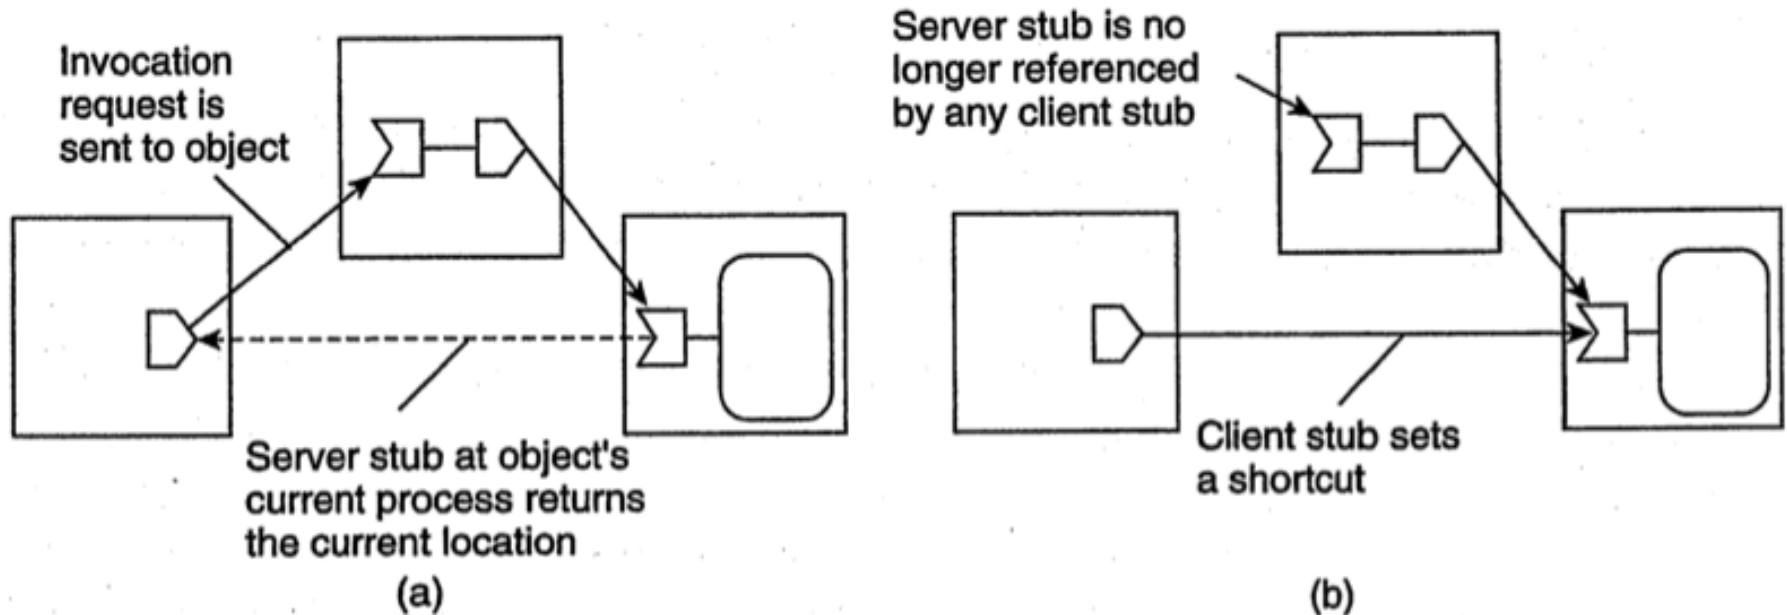 Invocation
request is
sent to object
Server stub at object's
current process returns
the current location
(a)
Server stub is no
longer referenced
by any client stub
Client stub sets
a shortcut
(b)